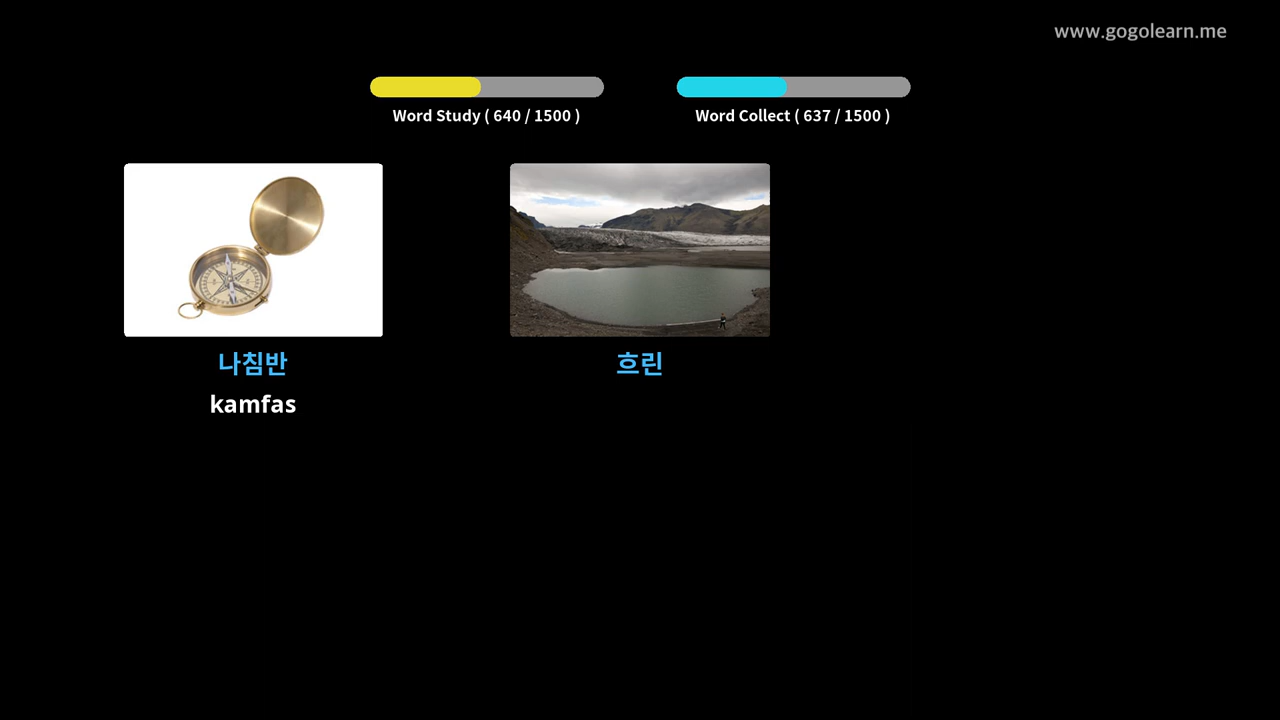 www.gogolearn.me
Word Study ( 640 / 1500 )
Word Collect ( 637 / 1500 )
나침반
흐린
kamfas